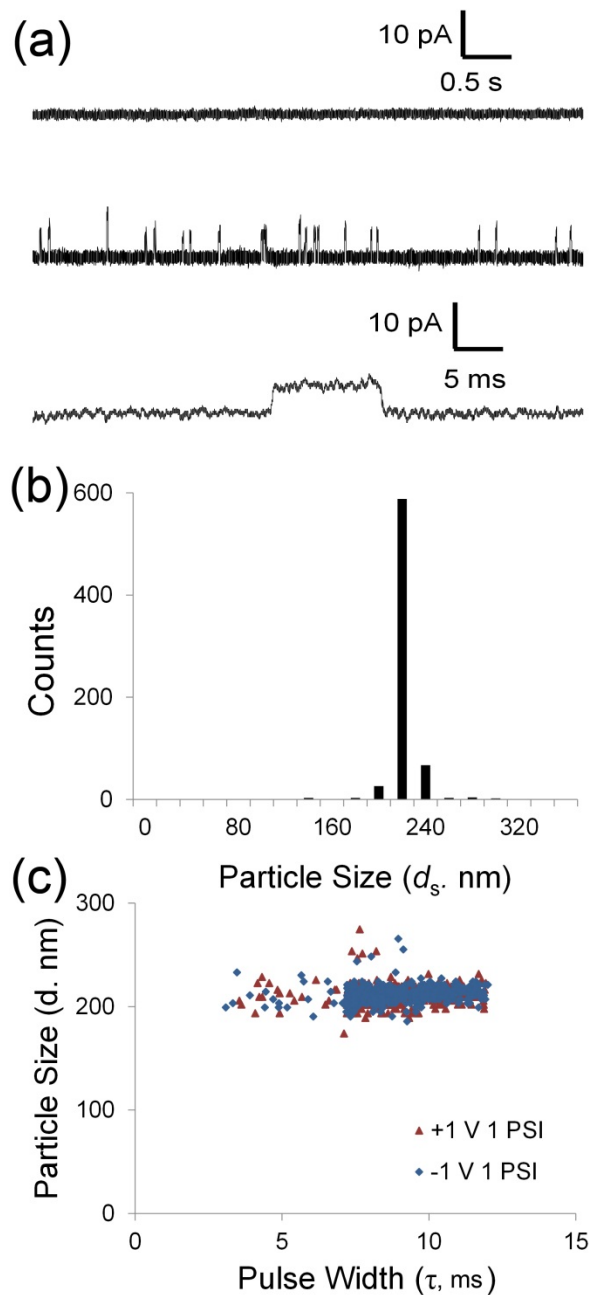 (a)
10 pA
0.5 s
10 pA
5 ms
(b)
600
400
200
0
Counts
0 80 160 240 320
Particle Size (ds. nm)
(c)
300
200
100
0
Particle Size (d. nm)
+1 V 1 PSI
-1 V 1 PSI
0 5 10 15
Pulse Width (τ, ms)